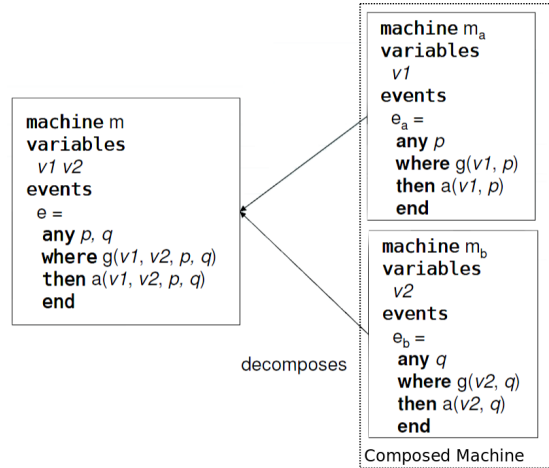 machine m
variables
v1 v2
events
e =
any p, q
where g(v1, v2, p, q)
then a(v1, v2, p, q)
end
decomposes
machine mₐ
variables
v1
events
eₐ =
any p
where g(v1, p)
then a(v1, p)
end
machine m_b
variables
v2
events
e_b =
any q
where g(v2, q)
then a(v2, q)
end
Composed Machine